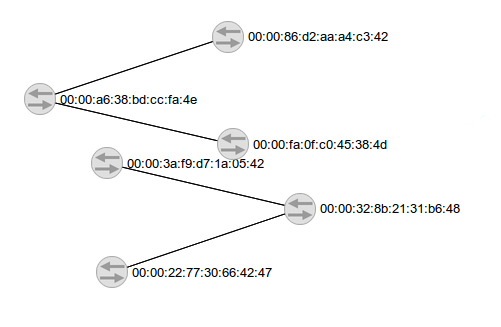 00:00:86:d2:aa:a4:c3:42
00:00:a6:38:bd:cc:fa:4e
00:00:fa:0f:c0:45:38:4d
00:00:3a:f9:d7:1a:05:42
00:00:32:8b:21:31:b6:48
00:00:22:77:30:66:42:47